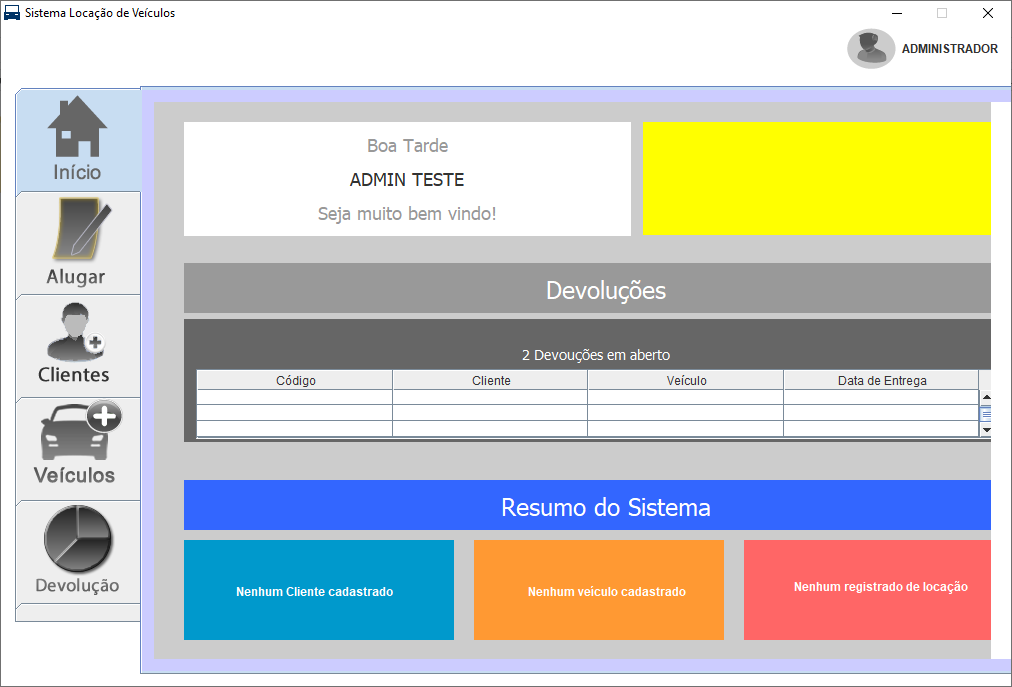 Sistema Locação de Veículos
ADMINISTRADOR
Início
Alugar
Clientes
Veículos
Devolução
Boa Tarde
ADMIN TESTE
Seja muito bem vindo!
Devoluções
2 Devouções em aberto
Código Cliente Veículo Data de Entrega
Resumo do Sistema
Nenhum Cliente cadastrado
Nenhum veículo cadastrado
Nenhum registrado de locação